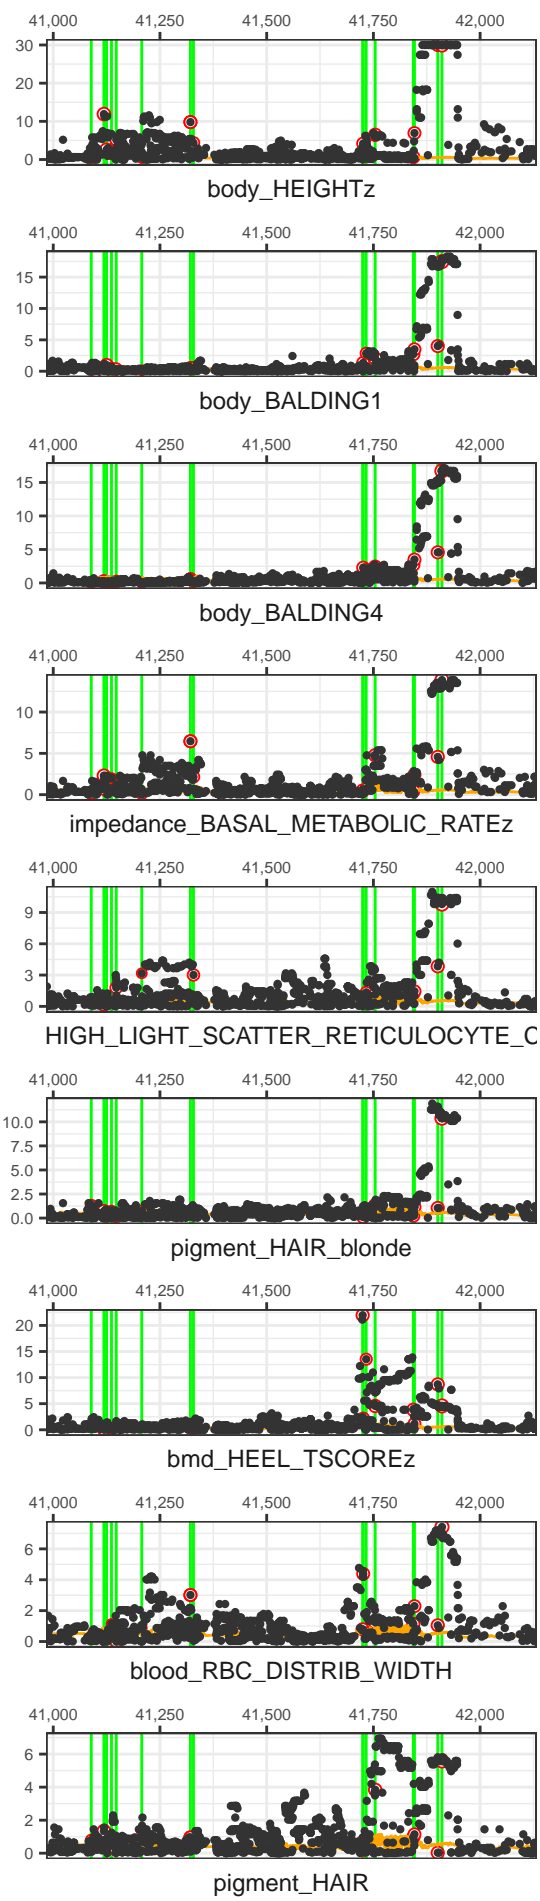 41,000 41,250 41,500 41,750 42,000
30
20
10
0
body_HEIGHTz
41,000 41,250 41,500 41,750 42,000
15
10
5
0
body_BALDING1
41,000 41,250 41,500 41,750 42,000
15
10
5
0
body_BALDING4
41,000 41,250 41,500 41,750 42,000
10
5
0
impedance_BASAL_METABOLIC_RATEz
41,000 41,250 41,500 41,750 42,000
9
6
3
0
HIGH_LIGHT_SCATTER_RETICULOCYTE_C
41,000 41,250 41,500 41,750 42,000
10.0
7.5
5.0
2.5
0.0
pigment_HAIR_blonde
41,000 41,250 41,500 41,750 42,000
20
15
10
5
0
bmd_HEEL_TSCOREz
41,000 41,250 41,500 41,750 42,000
6
4
2
0
blood_RBC_DISTRIB_WIDTH
41,000 41,250 41,500 41,750 42,000
6
4
2
0
pigment_HAIR